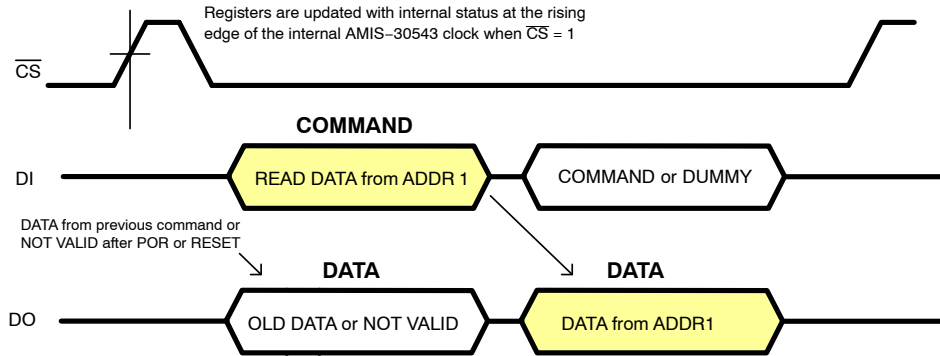 Registers are updated with internal status at the rising
edge of the internal AMIS−30543 clock when CS = 1
CS
COMMAND
DI
READ DATA from ADDR 1
COMMAND or DUMMY
DATA from previous command or
NOT VALID after POR or RESET
DATA
DATA
DO
OLD DATA or NOT VALID
DATA from ADDR1